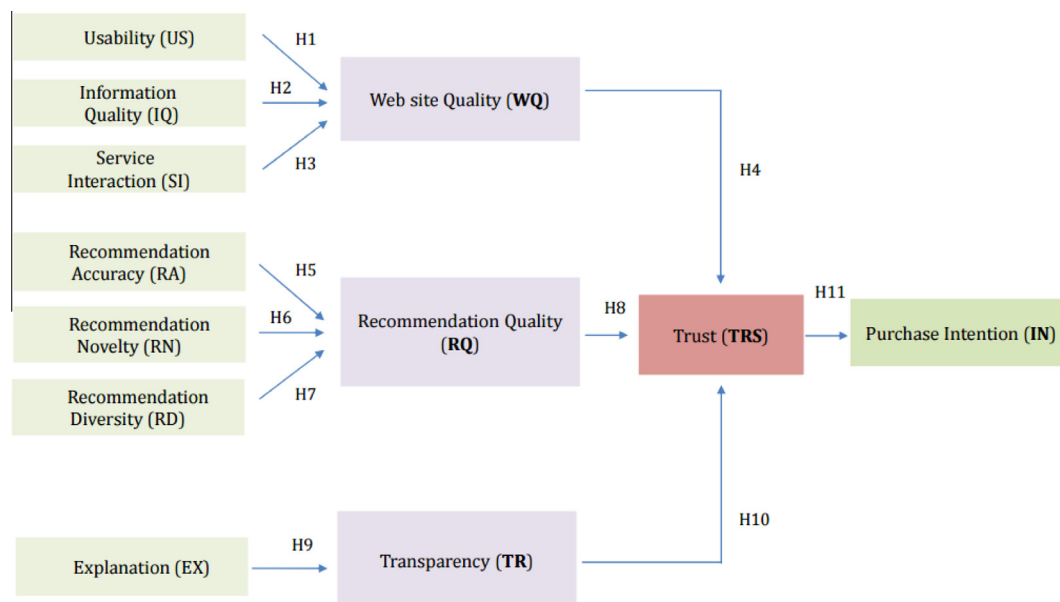 Usability (US)
H1
Information
Quality (IQ)
H2
Web site Quality (WQ)
Service
Interaction (SI)
H3
H4
Recommendation
Accuracy (RA)
H5
Recommendation
Novelty (RN)
H6
Recommendation Quality
(RQ)
H8
Trust (TRS)
H11
Purchase Intention (IN)
Recommendation
Diversity (RD)
H7
H10
Explanation (EX)
H9
Transparency (TR)